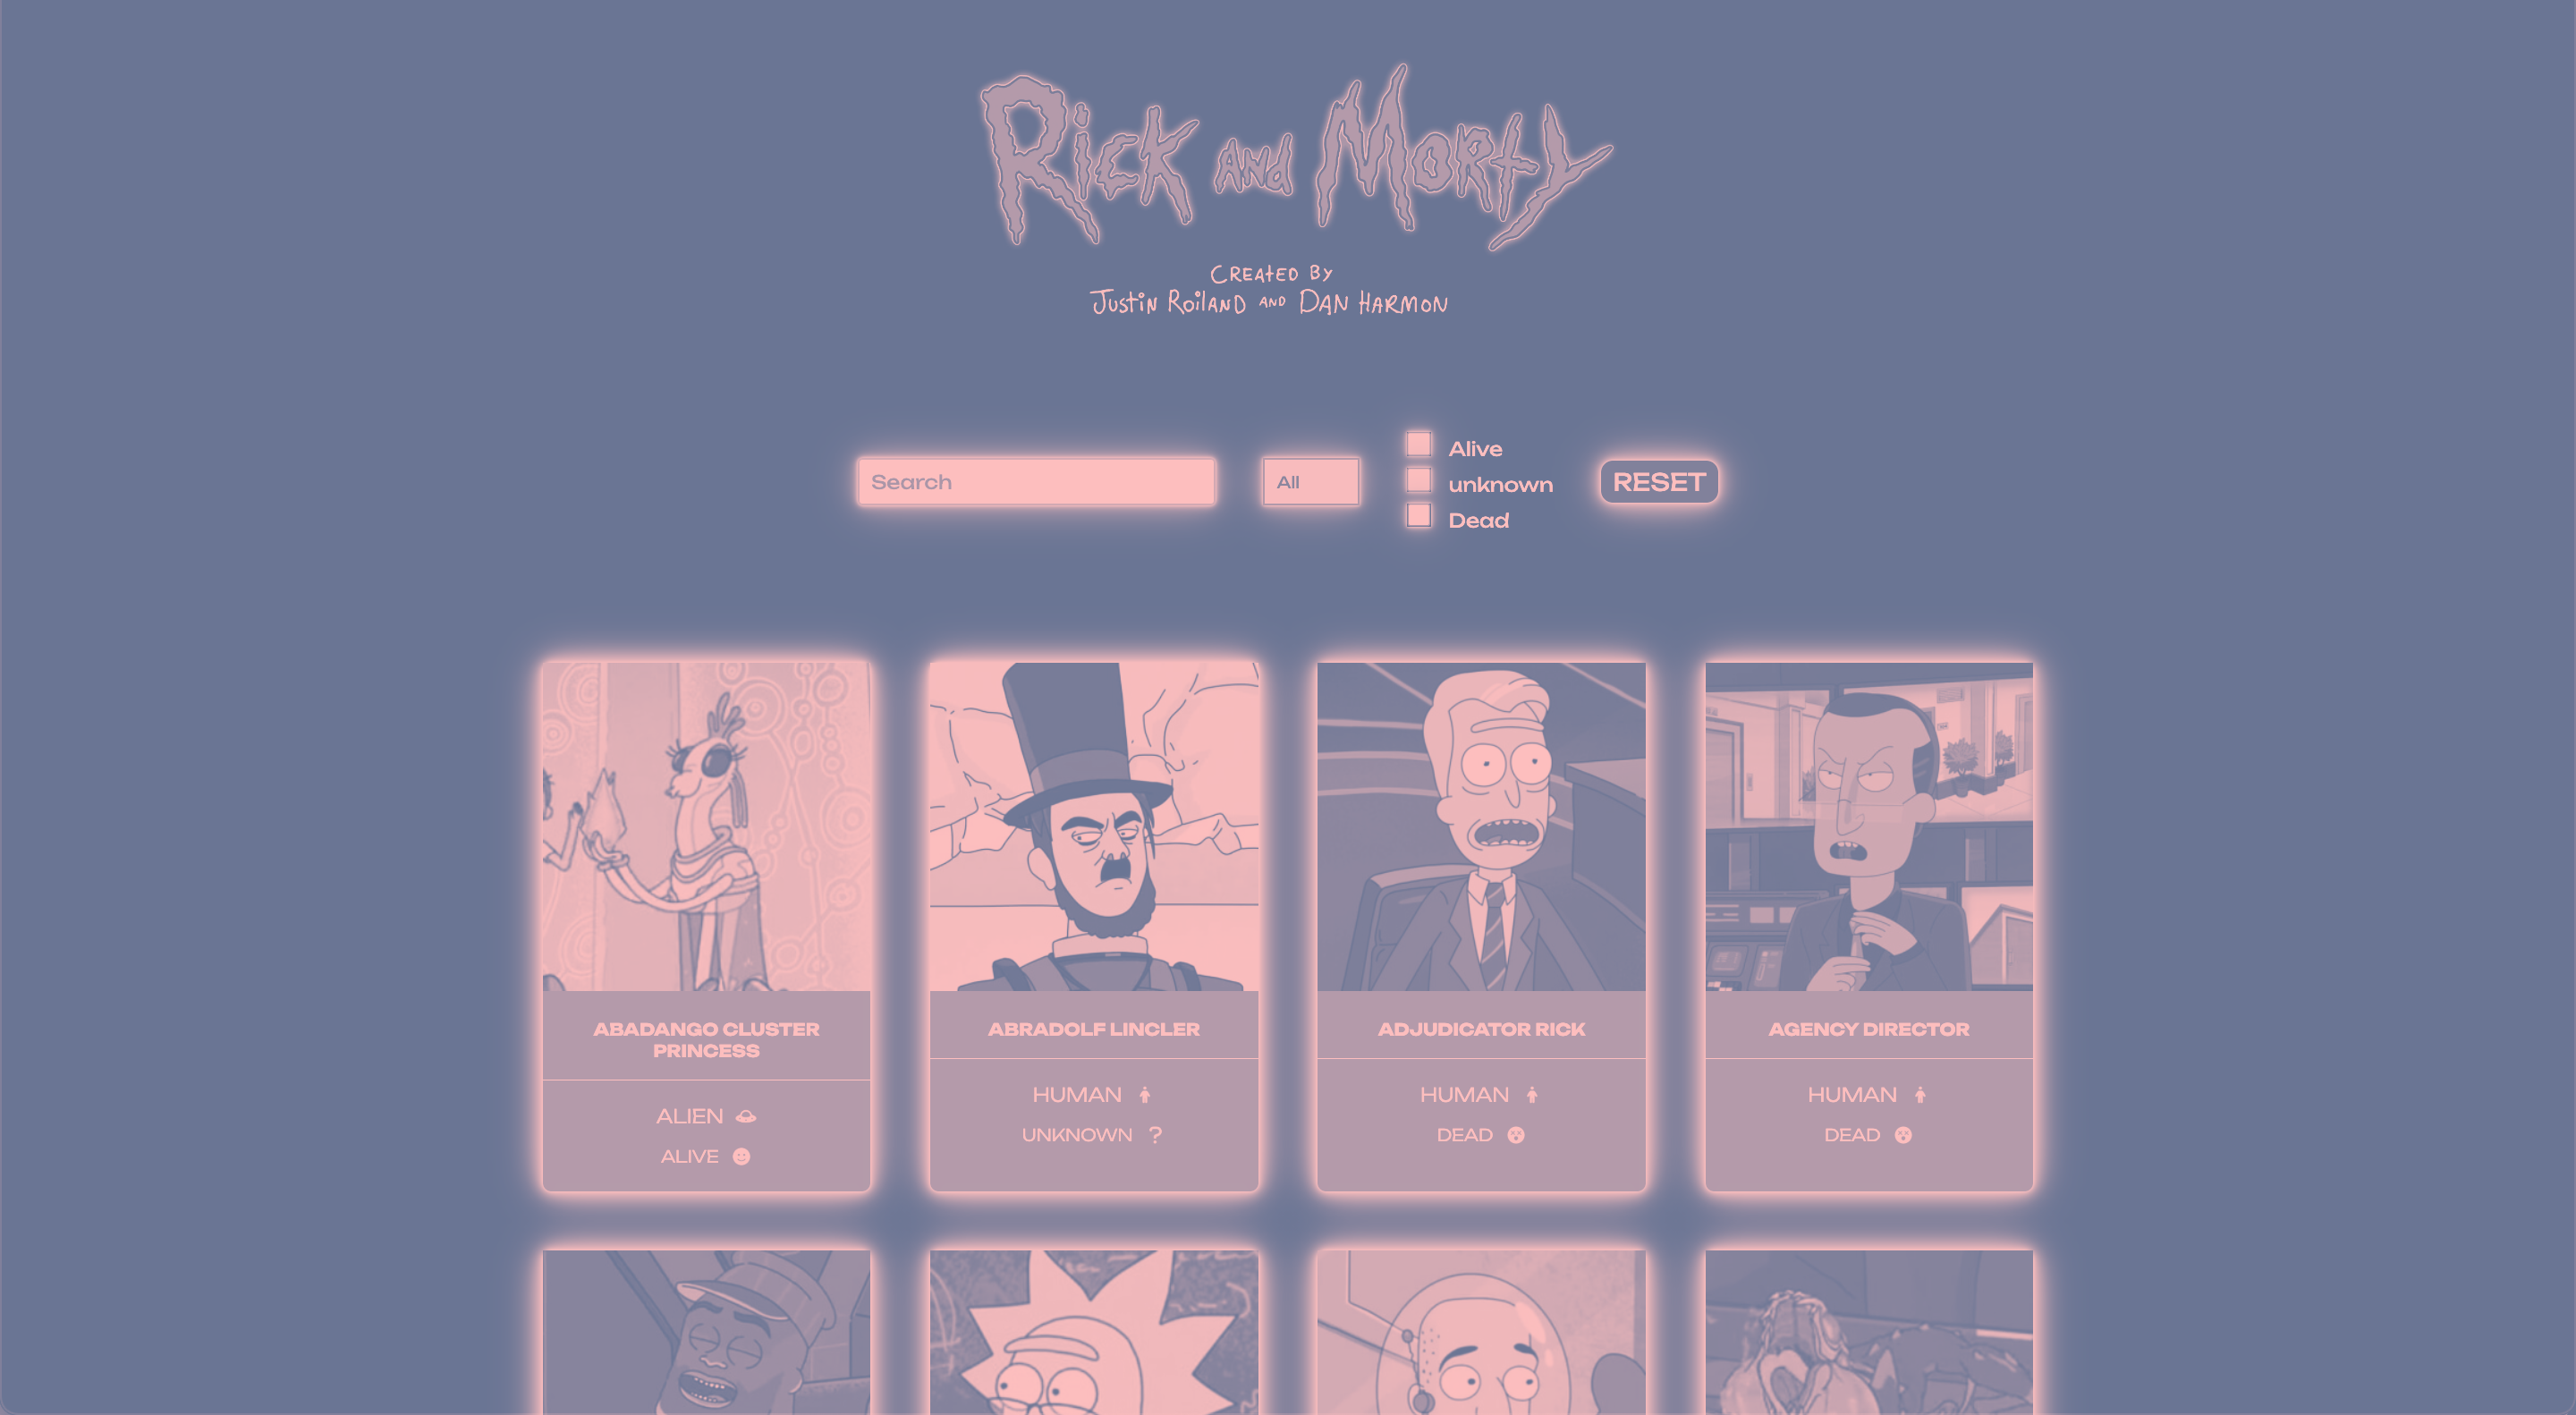 Rick and Morty
Created By
Justin Roiland and Dan Harmon
Search
All
Alive
unknown
Dead
RESET
ABADANGO CLUSTER
PRINCESS
ALIEN
ALIVE
ABRADOLF LINCLER
HUMAN
UNKNOWN ?
ADJUDICATOR RICK
HUMAN
DEAD
AGENCY DIRECTOR
HUMAN
DEAD